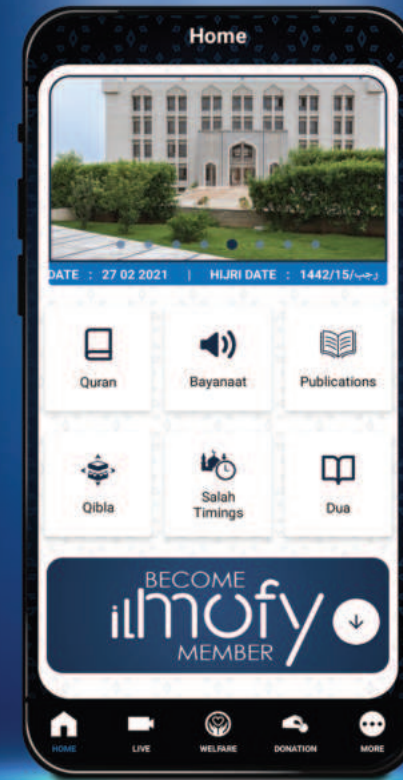 Home
DATE : 27 02 2021 | HIJRI DATE : 1442/15/رجب
Quran
Bayanaat
Publications
Qibla
Salah
Timings
Dua
BECOME
ilmofy
MEMBER
HOME
LIVE
WELFARE
DONATION
MORE